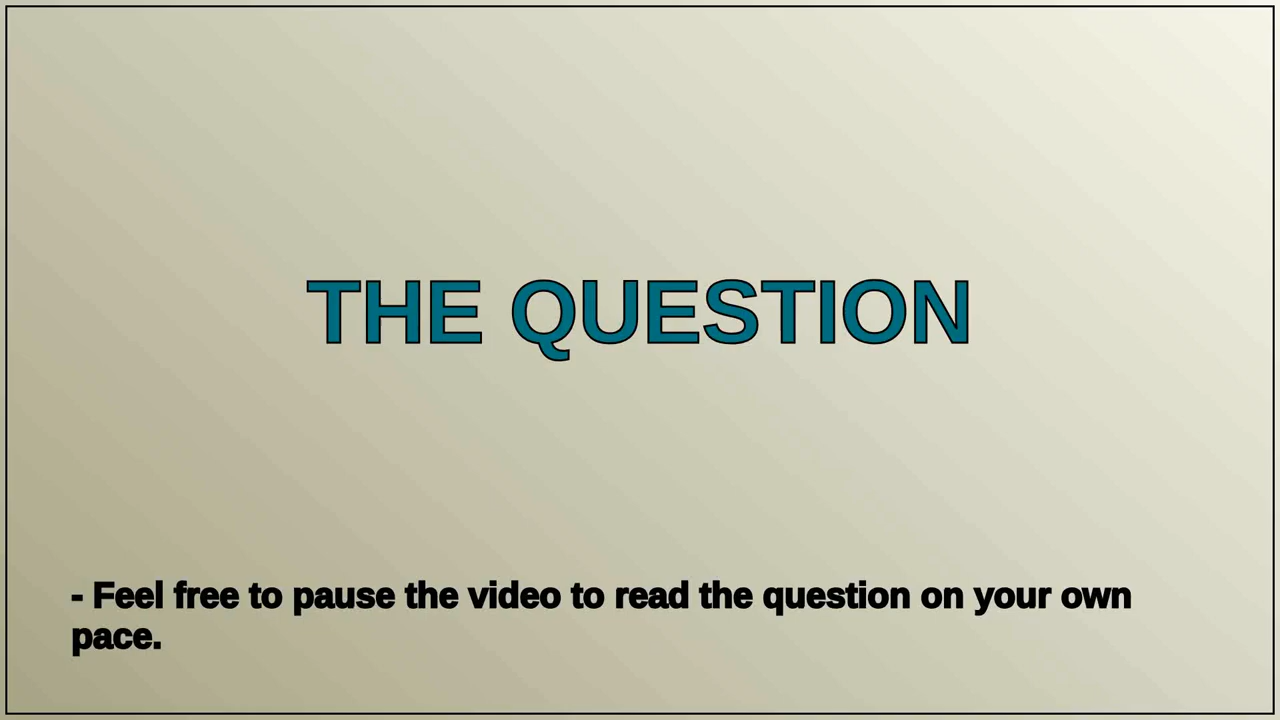 THE QUESTION
- Feel free to pause the video to read the question on your own
pace.